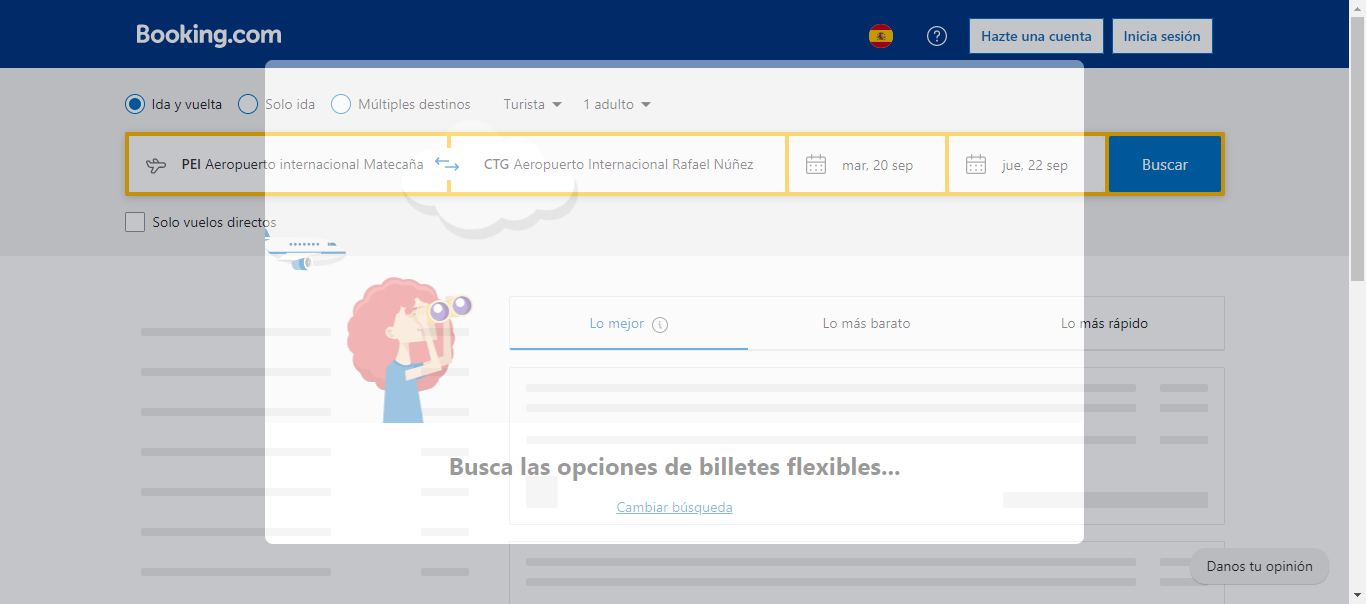 Booking.com
Hazte una cuenta
Inicia sesión
Ida y vuelta
Solo ida
Múltiples destinos
Turista
1 adulto
PEI Aeropuerto internacional Matecaña
CTG Aeropuerto Internacional Rafael Núñez
mar, 20 sep
jue, 22 sep
Buscar
Solo vuelos directos
Lo mejor
Lo más barato
Lo más rápido
Busca las opciones de billetes flexibles...
Cambiar búsqueda
Danos tu opinión